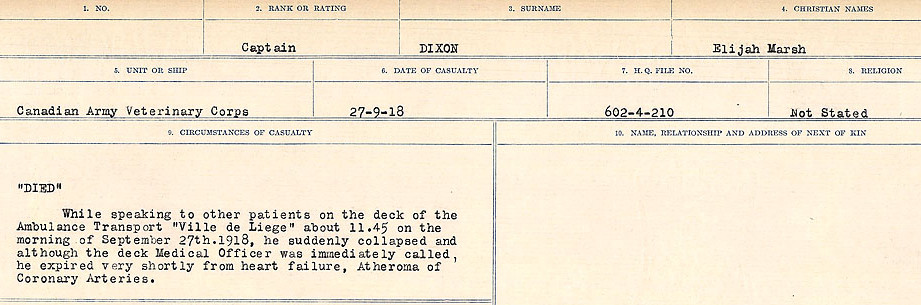 1. NO. 2. RANK OR RATING 3. SURNAME 4. CHRISTIAN NAMES
Captain DIXON Elijah Marsh
5. UNIT OR SHIP 6. DATE OF CASUALTY 7. H.Q. FILE NO. 8. RELIGION
Canadian Army Veterinary Corps 27-9-18 602-4-210 Not Stated
9. CIRCUMSTANCES OF CASUALTY 10. NAME, RELATIONSHIP AND ADDRESS OF NEXT OF KIN
"DIED"
While speaking to other patients on the deck of the
Ambulance Transport "Ville de Liege" about 11.45 on the
morning of September 27th.1918, he suddenly collapsed and
although the deck Medical Officer was immediately called,
he expired very shortly from heart failure, Atheroma of
Coronary Arteries.